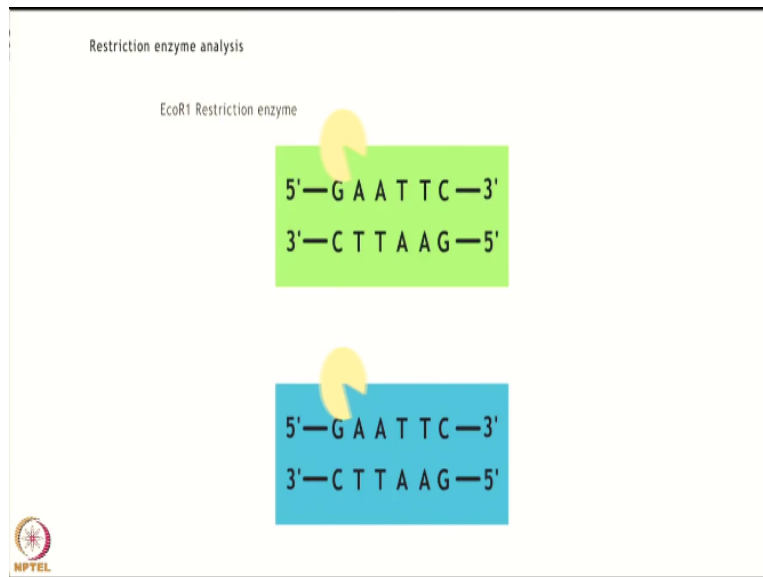 Restriction enzyme analysis
EcoR1 Restriction enzyme
5'—G A A T T C—3'
3'—C T T A A G—5'
5'—G A A T T C—3'
3'—C T T A A G—5'
NPTEL